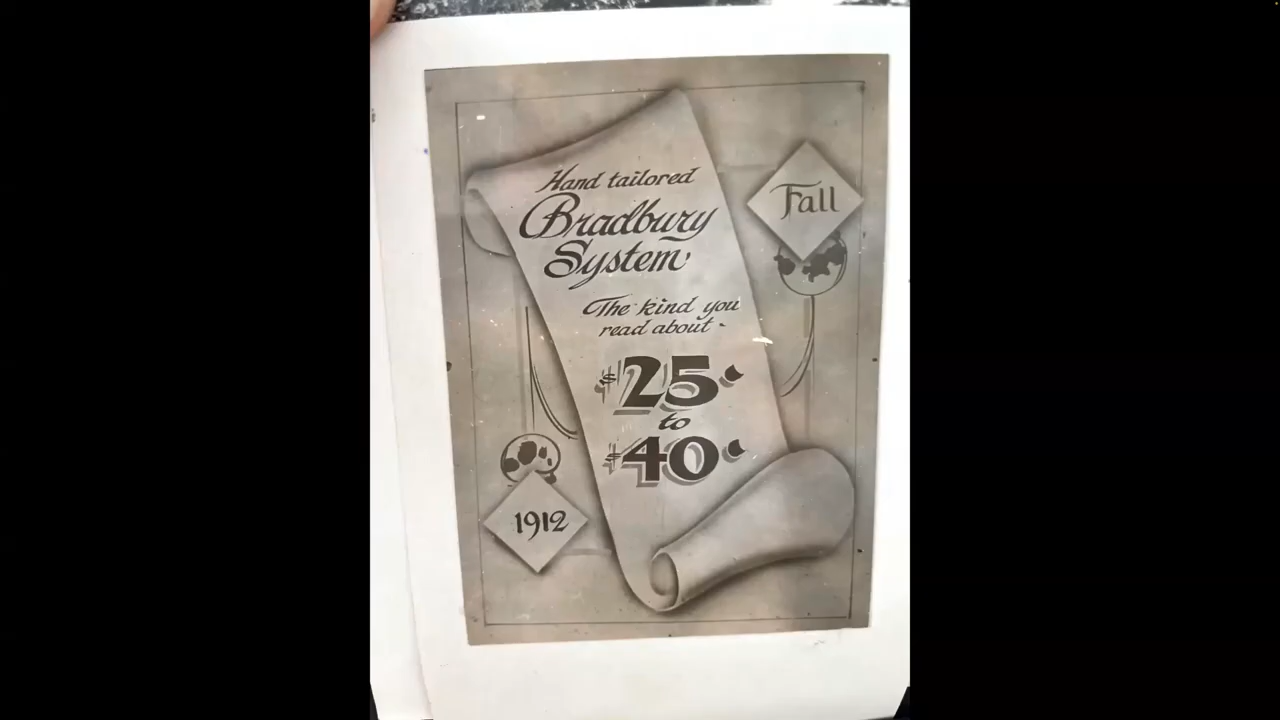 Hand tailored
Bradbury
System
The kind you
read about -
$25
to
$40
Fall
1912